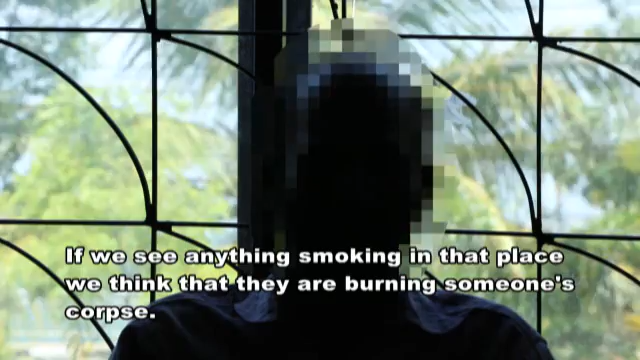 If we see anything smoking in that place
we think that they are burning someone's
corpse.